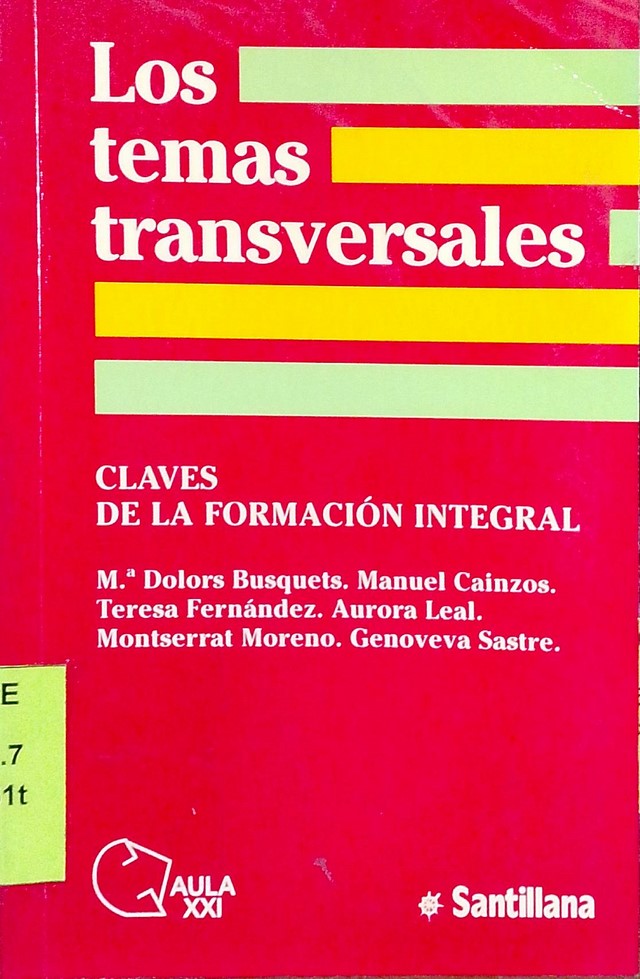 Los
temas
transversales
CLAVES
DE LA FORMACIÓN INTEGRAL
M.ª Dolors Busquets. Manuel Cainzos.
Teresa Fernández. Aurora Leal.
Montserrat Moreno. Genoveva Sastre.
E
.7
1t
AULA
XXI
Santillana